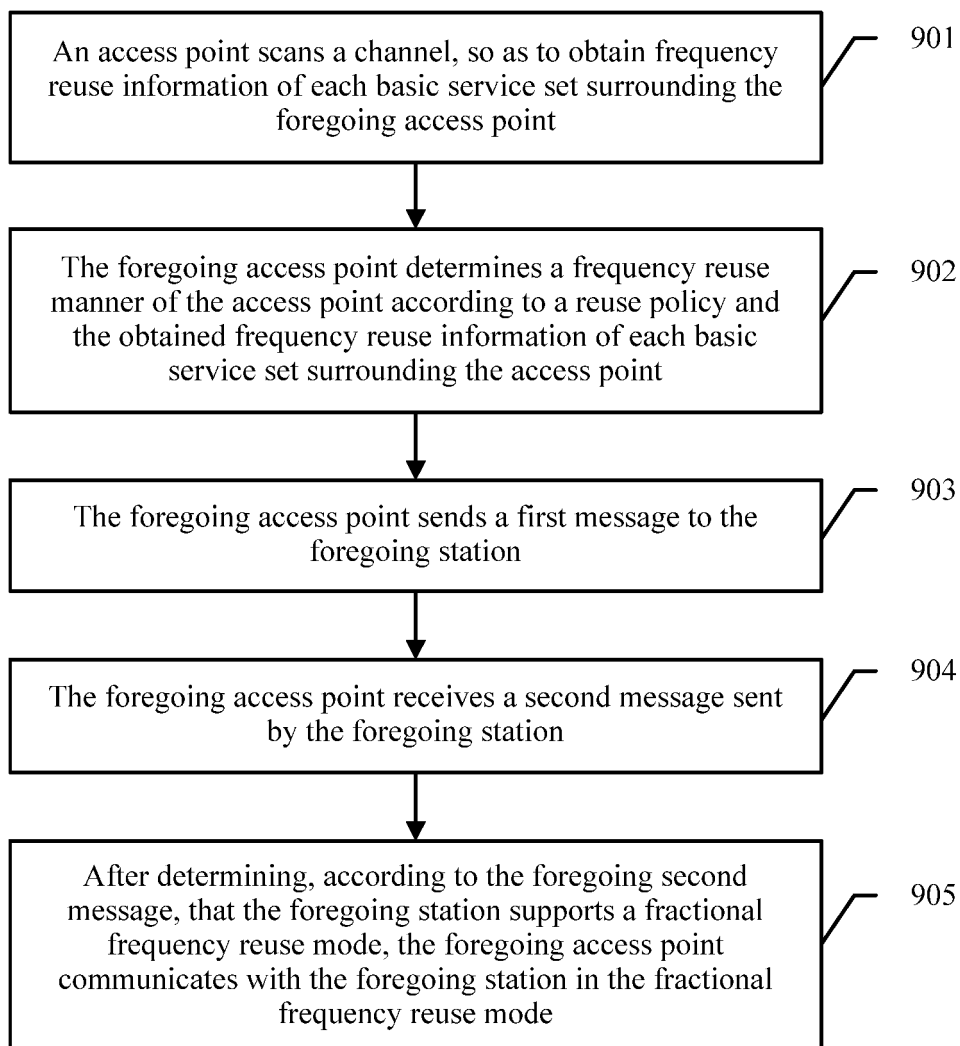 An access point scans a channel, so as to obtain frequency
reuse information of each basic service set surrounding the
foregoing access point
901
The foregoing access point determines a frequency reuse
manner of the access point according to a reuse policy and
the obtained frequency reuse information of each basic
service set surrounding the access point
902
The foregoing access point sends a first message to the
foregoing station
903
The foregoing access point receives a second message sent
by the foregoing station
904
After determining, according to the foregoing second
message, that the foregoing station supports a fractional
frequency reuse mode, the foregoing access point
communicates with the foregoing station in the fractional
frequency reuse mode
905